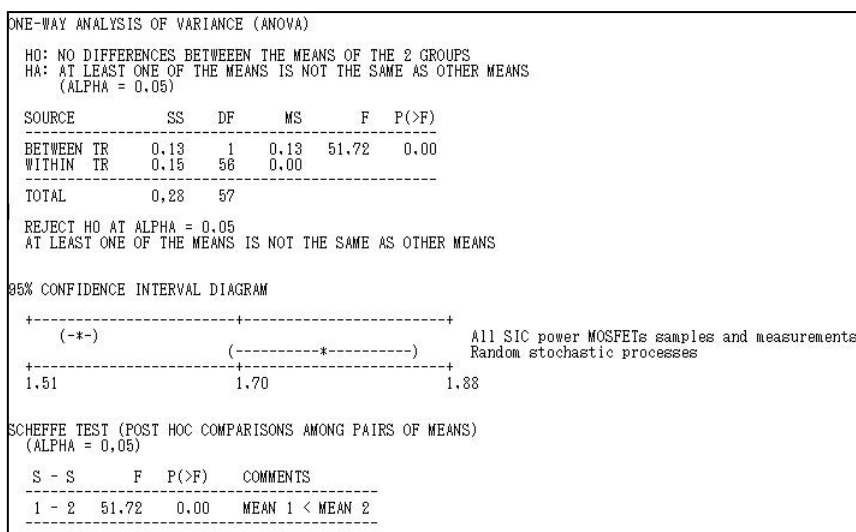 ONE-WAY ANALYSIS OF VARIANCE (ANOVA)
HO: NO DIFFERENCES BETWEEEN THE MEANS OF THE 2 GROUPS
HA: AT LEAST ONE OF THE MEANS IS NOT THE SAME AS OTHER MEANS
(ALPHA = 0.05)
SOURCE SS DF MS F P(>F)
-----------------------------------------------
BETWEEN TR 0.13 1 0.13 51.72 0.00
WITHIN TR 0.15 56 0.00
-----------------------------------------------
TOTAL 0,28 57
REJECT HO AT ALPHA = 0.05
AT LEAST ONE OF THE MEANS IS NOT THE SAME AS OTHER MEANS
95% CONFIDENCE INTERVAL DIAGRAM
+------------------------+-----------------------+
(-*-) All SIC power MOSFETs samples and measurements
(----------*----------) Random stochastic processes
+------------------------+-----------------------+
1.51 1.70 1.88
SCHEFFE TEST (POST HOC COMPARISONS AMONG PAIRS OF MEANS)
(ALPHA = 0,05)
S - S F P(>F) COMMENTS
----------------------------------------
1 - 2 51.72 0.00 MEAN 1 < MEAN 2
----------------------------------------